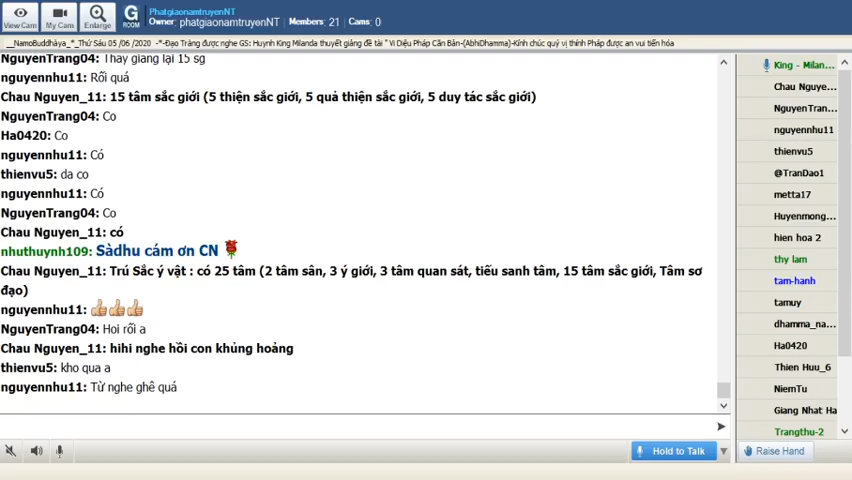 PhatgiaonamtruyenNT
Owner: phatgiaonamtruyenNT Members: 21 Cams: 0
View Cam My Cam Enlarge G ROOM
__NamoBuddhàya_*_Thứ Sáu 05 /06 /2020 -*-Đạo Tràng được nghe GS: Huynh King Milanda thuyết giảng đề tài " Vi Diệu Pháp Căn Bản-(AbhiDhamma)-Kính chúc quý vị thính Pháp được an vui tiến hóa
NguyenTrang04: Thầy giảng lại 15 sg
nguyennhu11: Rối quá
Chau Nguyen_11: 15 tâm sắc giới (5 thiện sắc giới, 5 quả thiện sắc giới, 5 duy tác sắc giới)
NguyenTrang04: Co
Ha0420: Co
nguyennhu11: Có
thienvu5: da co
nguyennhu11: Có
NguyenTrang04: Co
Chau Nguyen_11: có
nhuthuynh109: Sàdhu cám ơn CN
Chau Nguyen_11: Trú Sắc ý vật : có 25 tâm (2 tâm sân, 3 ý giới, 3 tâm quan sát, tiếu sanh tâm, 15 tâm sắc giới, Tâm sơ
đạo)
nguyennhu11:
NguyenTrang04: Hoi rối a
Chau Nguyen_11: hihi nghe hồi con khủng hoảng
thienvu5: kho qua a
nguyennhu11: Từ nghe ghê quá
King - Milan...
Chau Nguye...
NguyenTran...
nguyennhu11
thienvu5
@TranDao1
metta17
Huyenmong...
hien hoa 2
thy lam
tam-hanh
tamuy
dhamma_na...
Ha0420
Thien Huu_6
NiemTu
Giang Nhat Ha
Trangthu-2
Hold to Talk
Raise Hand